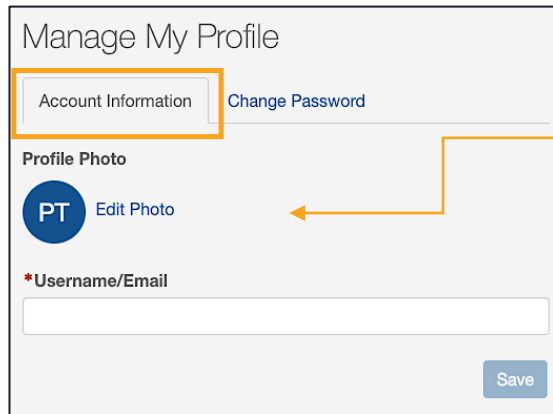 Manage My Profile
Account Information Change Password
Profile Photo
PT Edit Photo
*Username/Email
Save